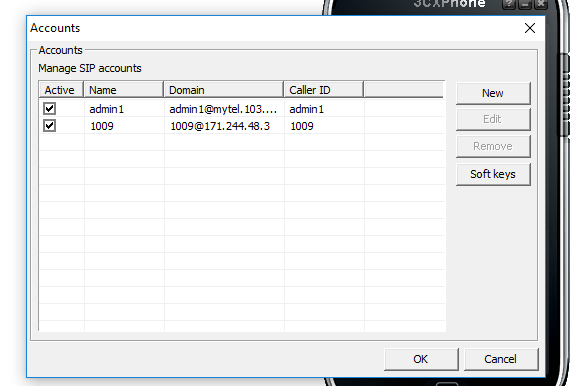 3CXPhone
Accounts
Accounts
Manage SIP accounts
Active Name Domain Caller ID
admin1 admin1@mytel.103.... admin1
1009 1009@171.244.48.3 1009
New
Edit
Remove
Soft keys
OK Cancel